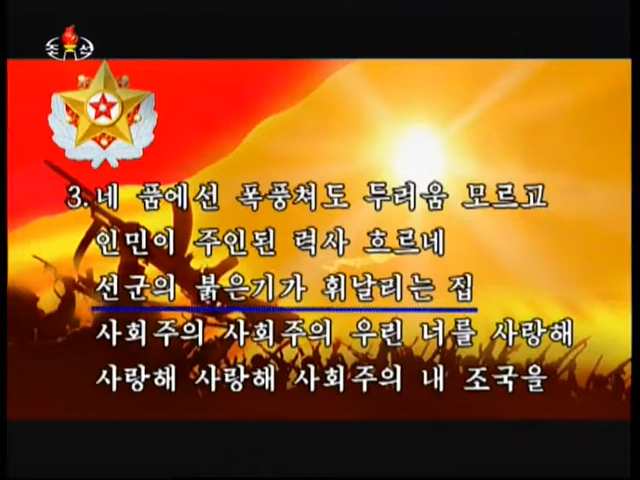 조선
3. 네 품에선 폭풍쳐도 두려움 모르고
인민이 주인된 력사 흐르네
선군의 붉은기가 휘날리는 집
사회주의 사회주의 우린 너를 사랑해
사랑해 사랑해 사회주의 내 조국을